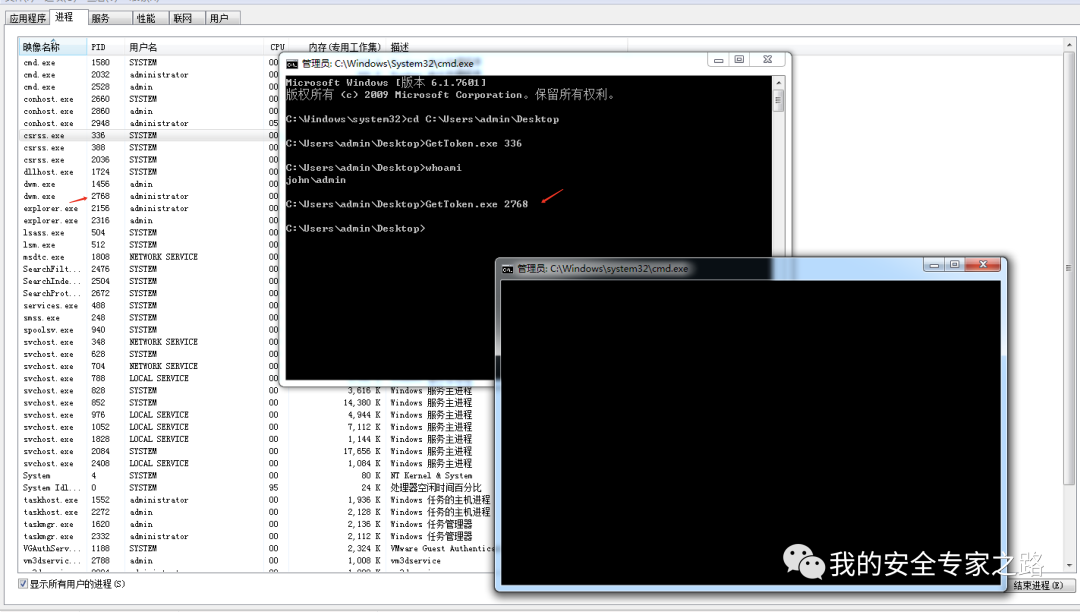 应用程序 进程 服务 性能 联网 用户
映像名称 PID 用户名 CPU 内存(专用工作集) 描述
cmd.exe 1580 SYSTEM 00
cmd.exe 2032 administrator 00
cmd.exe 2528 admin 00
conhost.exe 2660 SYSTEM 00
conhost.exe 2860 admin 00
conhost.exe 2948 administrator 05
csrss.exe 336 SYSTEM 00
csrss.exe 388 SYSTEM 00
csrss.exe 2036 SYSTEM 00
dllhost.exe 1724 SYSTEM 00
dwm.exe 1456 admin 00
dwm.exe 2768 administrator 00
explorer.exe 2156 administrator 00
explorer.exe 2316 admin 00
lsass.exe 504 SYSTEM 00
lsm.exe 512 SYSTEM 00
msdtc.exe 1808 NETWORK SERVICE 00
SearchFilt... 2476 SYSTEM 00
SearchInde... 2504 SYSTEM 00
SearchProt... 2672 SYSTEM 00
services.exe 488 SYSTEM 00
smss.exe 248 SYSTEM 00
spoolsv.exe 940 SYSTEM 00
svchost.exe 348 NETWORK SERVICE 00
svchost.exe 628 SYSTEM 00
svchost.exe 704 NETWORK SERVICE 00
svchost.exe 788 LOCAL SERVICE 00
svchost.exe 828 SYSTEM 00 3,616 K Windows 服务主进程
svchost.exe 852 SYSTEM 00 14,380 K Windows 服务主进程
svchost.exe 976 LOCAL SERVICE 00 4,944 K Windows 服务主进程
svchost.exe 1052 LOCAL SERVICE 00 7,112 K Windows 服务主进程
svchost.exe 1828 LOCAL SERVICE 00 1,144 K Windows 服务主进程
svchost.exe 2084 SYSTEM 00 17,656 K Windows 服务主进程
svchost.exe 2408 LOCAL SERVICE 00 1,084 K Windows 服务主进程
System 4 SYSTEM 00 80 K NT Kernel & System
System Idl... 0 SYSTEM 95 24 K 处理器空闲时间百分比
taskhost.exe 1552 administrator 00 1,936 K Windows 任务的主机进程
taskhost.exe 2272 admin 00 2,128 K Windows 任务的主机进程
taskmgr.exe 1620 admin 00 2,136 K Windows 任务管理器
taskmgr.exe 2332 administrator 00 2,112 K Windows 任务管理器
VGAuthServ... 1188 SYSTEM 00 2,324 K VMware Guest Authentic
vm3dservic... 2788 admin 00 1,008 K vm3dservice
显示所有用户的进程(S)
结束进程(E)
管理员: C:\Windows\System32\cmd.exe
Microsoft Windows [版本 6.1.7601]
版权所有 (c) 2009 Microsoft Corporation。保留所有权利。
C:\Windows\system32>cd C:\Users\admin\Desktop
C:\Users\admin\Desktop>GetToken.exe 336
C:\Users\admin\Desktop>whoami
john\admin
C:\Users\admin\Desktop>GetToken.exe 2768
C:\Users\admin\Desktop>
管理员: C:\Windows\system32\cmd.exe
我的安全专家之路